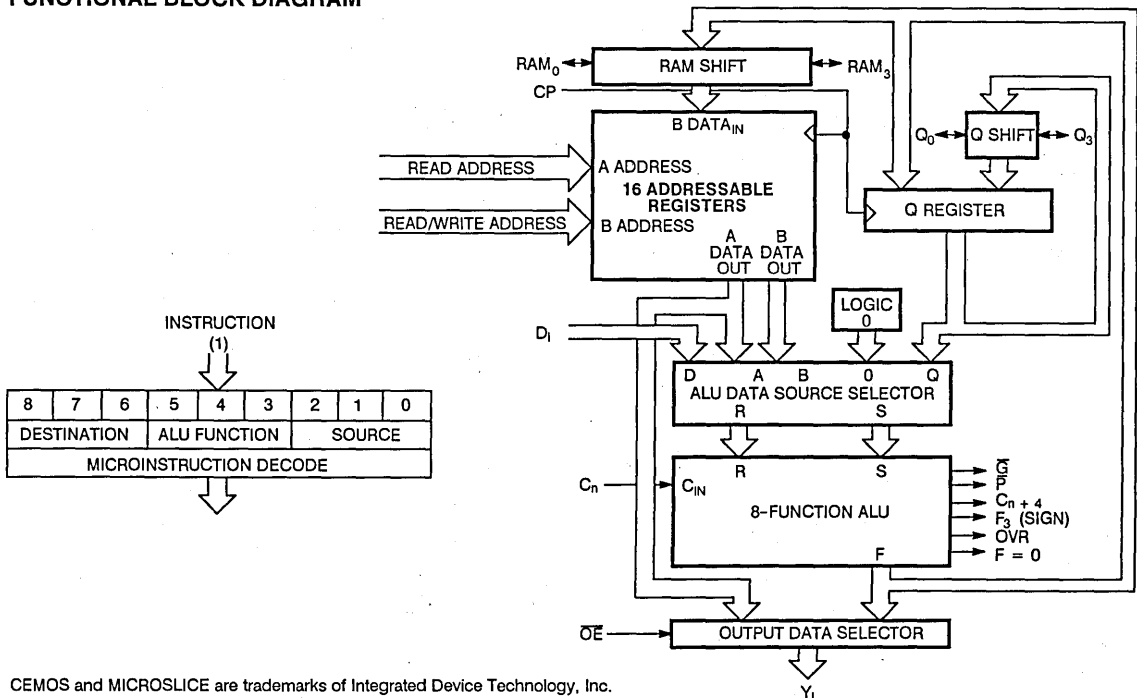 FUNCTIONAL BLOCK DIAGRAM
RAM0
RAM SHIFT
RAM3
CP
B DATAIN
Q0
Q SHIFT
Q3
READ ADDRESS
A ADDRESS
16 ADDRESSABLE
REGISTERS
READ/WRITE ADDRESS
B ADDRESS
Q REGISTER
A B
DATA DATA
OUT OUT
LOGIC
0
INSTRUCTION
(1)
DI
8 7 6 5 4 3 2 1 0
DESTINATION ALU FUNCTION SOURCE
MICROINSTRUCTION DECODE
D A B 0 Q
ALU DATA SOURCE SELECTOR
R S
R S
Cn
CIN
8-FUNCTION ALU
F
G̅
P̅
Cn + 4
F3 (SIGN)
OVR
F = 0
O̅E̅
OUTPUT DATA SELECTOR
YI
CEMOS and MICROSLICE are trademarks of Integrated Device Technology, Inc.